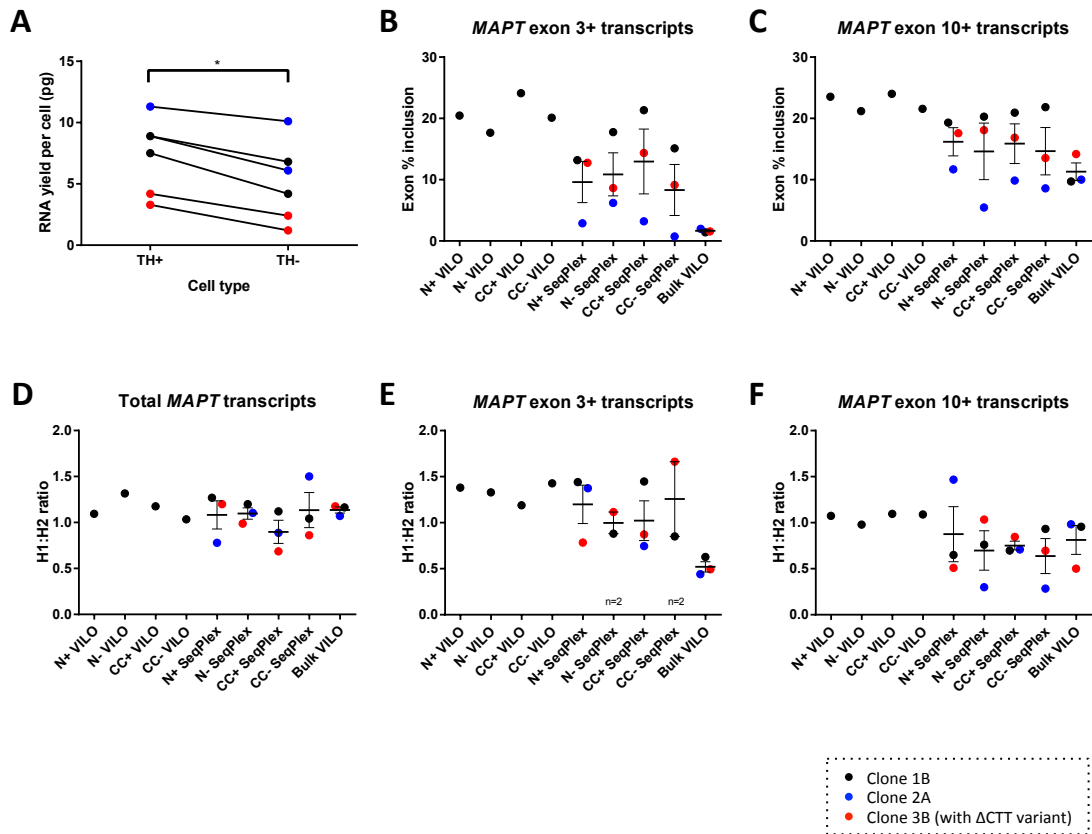 A
RNA yield per cell (pg)
15
10
5
0
*
TH+
TH-
Cell type
B
MAPT exon 3+ transcripts
Exon % inclusion
30
20
10
0
N+ VILO
N- VILO
CC+ VILO
CC- VILO
N+ SeqPlex
N- SeqPlex
CC+ SeqPlex
CC- SeqPlex
Bulk VILO
C
MAPT exon 10+ transcripts
Exon % inclusion
30
20
10
0
N+ VILO
N- VILO
CC+ VILO
CC- VILO
N+ SeqPlex
N- SeqPlex
CC+ SeqPlex
CC- SeqPlex
Bulk VILO
D
Total MAPT transcripts
H1:H2 ratio
2.0
1.5
1.0
0.5
0.0
N+ VILO
N- VILO
CC+ VILO
CC- VILO
N+ SeqPlex
N- SeqPlex
CC+ SeqPlex
CC- SeqPlex
Bulk VILO
E
MAPT exon 3+ transcripts
H1:H2 ratio
2.0
1.5
1.0
0.5
0.0
n=2
n=2
N+ VILO
N- VILO
CC+ VILO
CC- VILO
N+ SeqPlex
N- SeqPlex
CC+ SeqPlex
CC- SeqPlex
Bulk VILO
F
MAPT exon 10+ transcripts
H1:H2 ratio
2.0
1.5
1.0
0.5
0.0
N+ VILO
N- VILO
CC+ VILO
CC- VILO
N+ SeqPlex
N- SeqPlex
CC+ SeqPlex
CC- SeqPlex
Bulk VILO
Clone 1B
Clone 2A
Clone 3B (with ΔCTT variant)